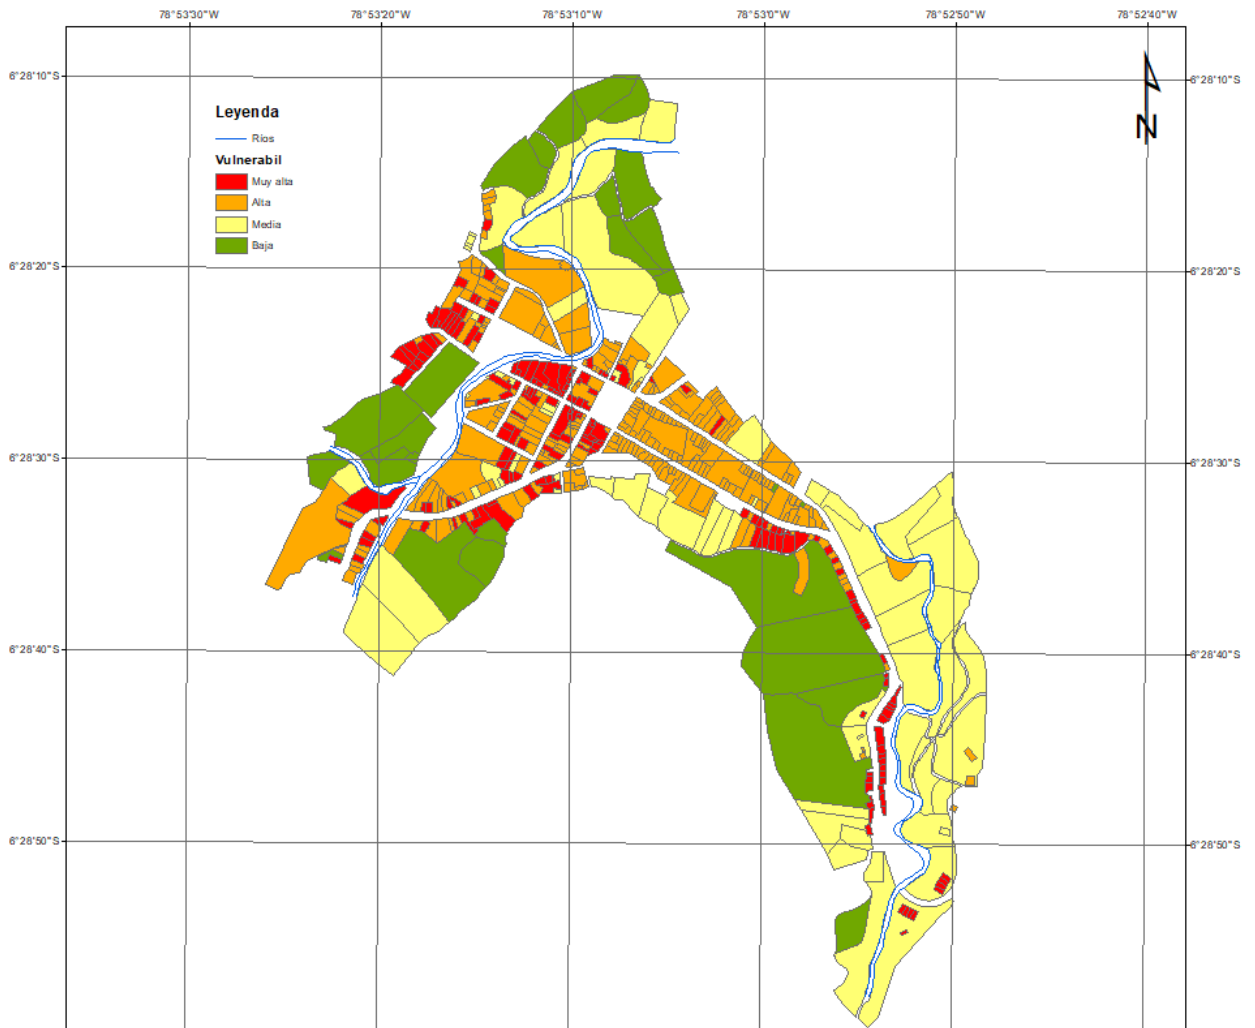 78°53'30"W 78°53'20"W 78°53'10"W 78°53'0"W 78°52'50"W 78°52'40"W
6°28'10"S 6°28'10"S
Leyenda
Ríos
Vulnerabil
Muy alta
Alta
Media
Baja
N
6°28'20"S 6°28'20"S
6°28'30"S 6°28'30"S
6°28'40"S 6°28'40"S
6°28'50"S 6°28'50"S